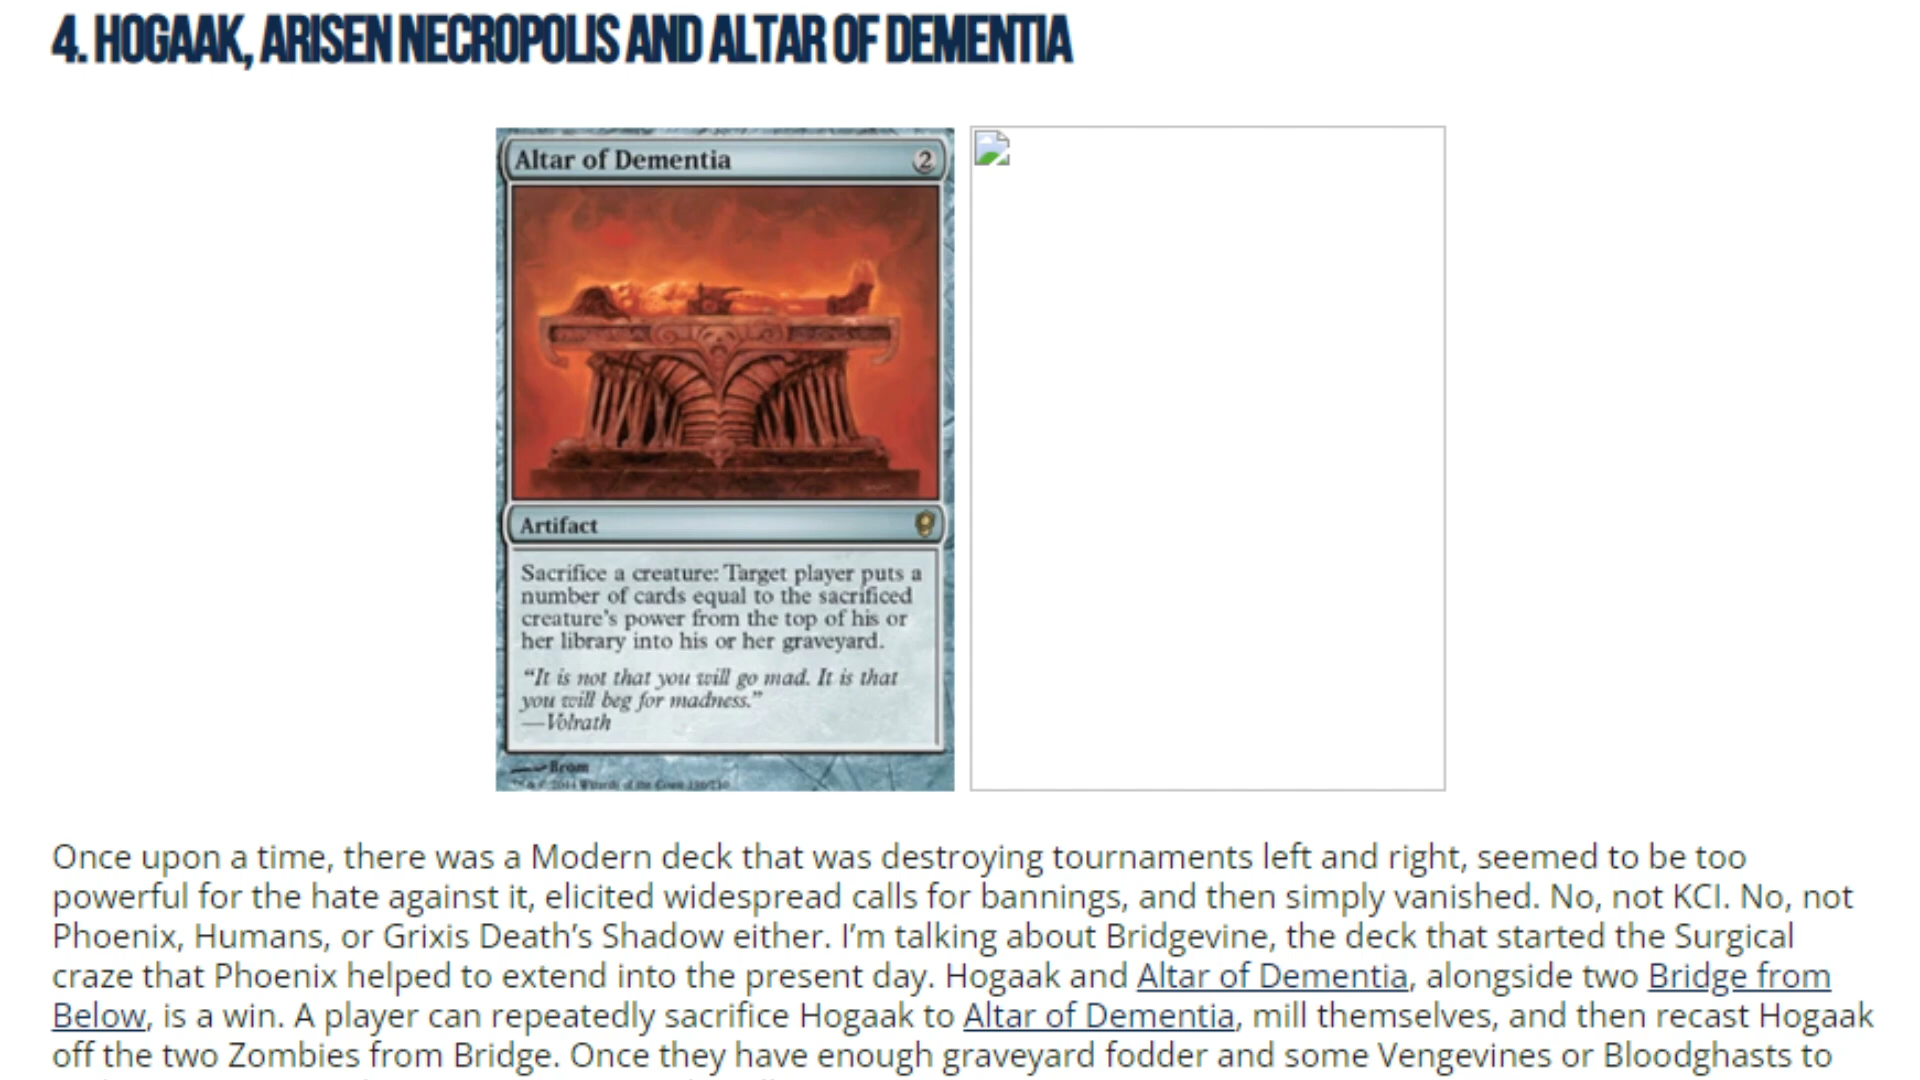 4. HOGAAK, ARISEN NECROPOLIS AND ALTAR OF DEMENTIA
Altar of Dementia 2
Artifact
Sacrifice a creature: Target player puts a
number of cards equal to the sacrificed
creature's power from the top of his or
her library into his or her graveyard.
"It is not that you will go mad. It is that
you will beg for madness."
—Volrath
Brom
Once upon a time, there was a Modern deck that was destroying tournaments left and right, seemed to be too
powerful for the hate against it, elicited widespread calls for bannings, and then simply vanished. No, not KCI. No, not
Phoenix, Humans, or Grixis Death's Shadow either. I'm talking about Bridgevine, the deck that started the Surgical
craze that Phoenix helped to extend into the present day. Hogaak and Altar of Dementia, alongside two Bridge from
Below, is a win. A player can repeatedly sacrifice Hogaak to Altar of Dementia, mill themselves, and then recast Hogaak
off the two Zombies from Bridge. Once they have enough graveyard fodder and some Vengevines or Bloodghasts to